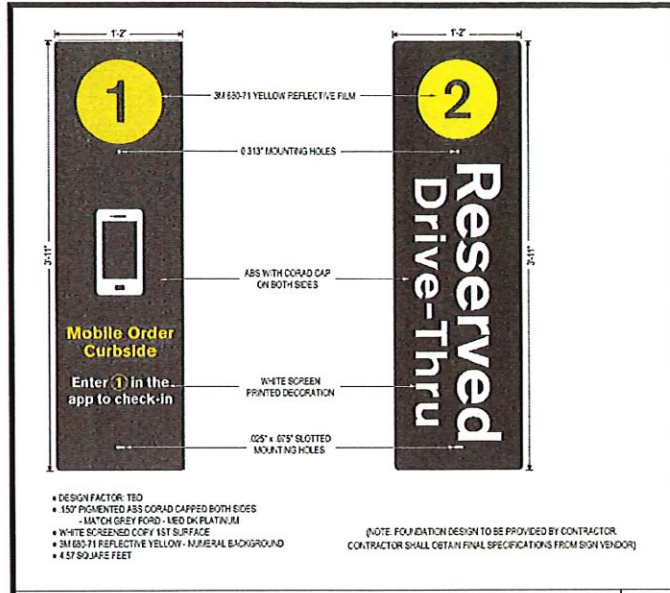 1'-2"
1'-2"
1
2
3M 680-71 YELLOW REFLECTIVE FILM
0.313" MOUNTING HOLES
3'-11"
3'-11"
Reserved
Drive-Thru
ABS WITH CORAD CAP
ON BOTH SIDES
Mobile Order
Curbside
Enter 1 in the
app to check-in
WHITE SCREEN
PRINTED DECORATION
.025" x .075" SLOTTED
MOUNTING HOLES
• DESIGN FACTOR: TBD
• .150" PIGMENTED ABS CORAD CAPPED BOTH SIDES
- MATCH GREY FORD - MED DK PLATINUM
• WHITE SCREENED COPY 1ST SURFACE
• 3M 680-71 REFLECTIVE YELLOW - NUMERAL BACKGROUND
• 4.57 SQUARE FEET
(NOTE: FOUNDATION DESIGN TO BE PROVIDED BY CONTRACTOR.
CONTRACTOR SHALL OBTAIN FINAL SPECIFICATIONS FROM SIGN VENDOR)